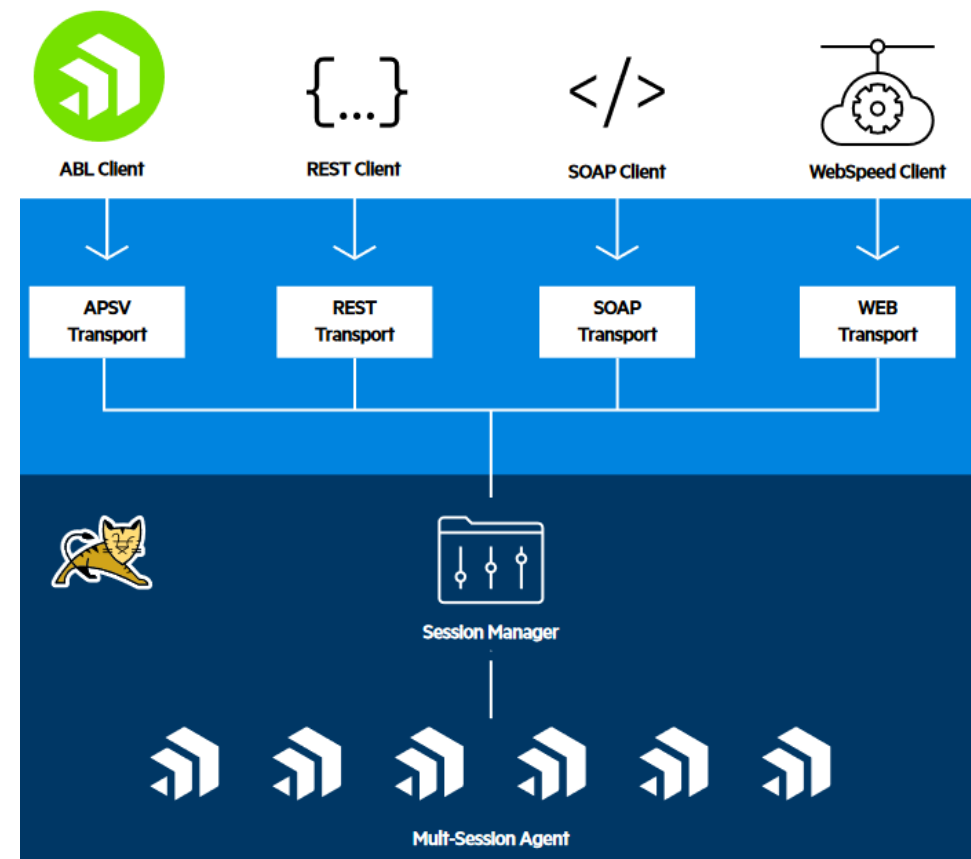 {...}
</>
ABL Client
REST Client
SOAP Client
WebSpeed Client
APSV
Transport
REST
Transport
SOAP
Transport
WEB
Transport
Session Manager
Mult-Session Agent